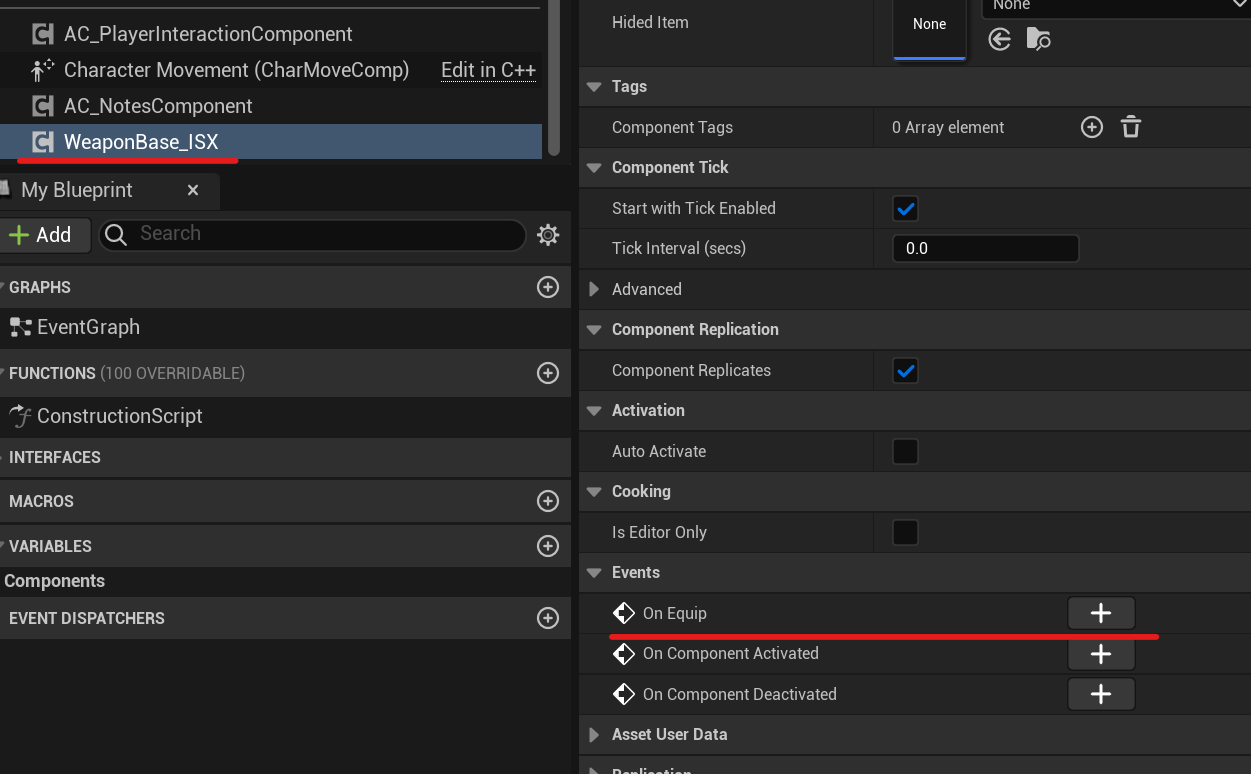 AC_PlayerInteractionComponent
Character Movement (CharMoveComp) Edit in C++
AC_NotesComponent
WeaponBase_ISX
My Blueprint
Add
Search
GRAPHS
EventGraph
FUNCTIONS (100 OVERRIDABLE)
ConstructionScript
INTERFACES
MACROS
VARIABLES
Components
EVENT DISPATCHERS
Hided Item
None
None
Tags
Component Tags
0 Array element
Component Tick
Start with Tick Enabled
Tick Interval (secs)
0.0
Advanced
Component Replication
Component Replicates
Activation
Auto Activate
Cooking
Is Editor Only
Events
On Equip
On Component Activated
On Component Deactivated
Asset User Data
Replication